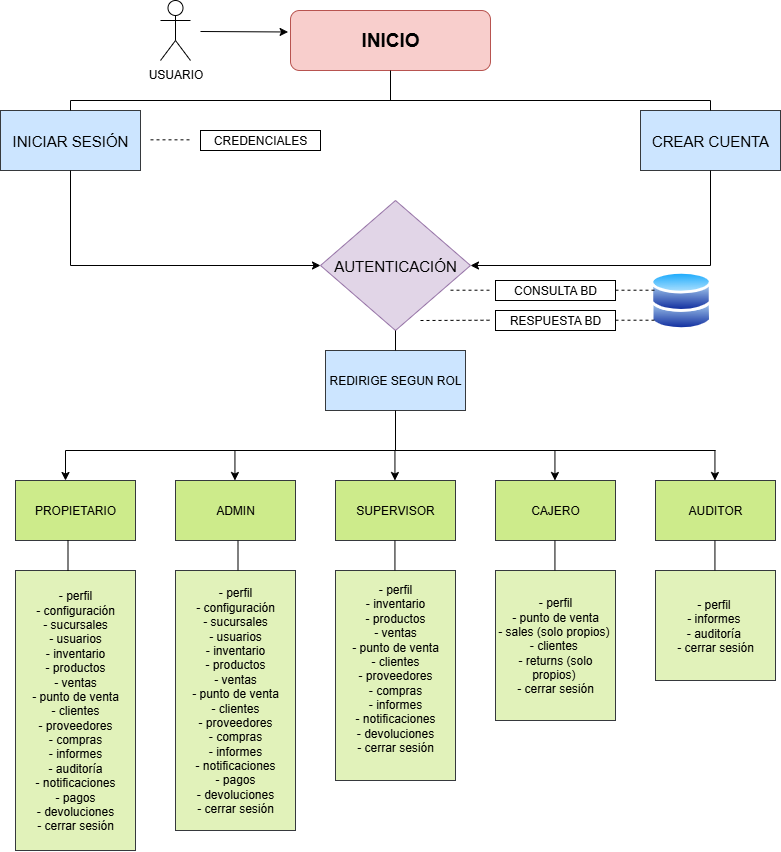 INICIO
USUARIO
INICIAR SESIÓN
CREDENCIALES
CREAR CUENTA
AUTENTICACIÓN
CONSULTA BD
RESPUESTA BD
REDIRIGE SEGUN ROL
PROPIETARIO
ADMIN
SUPERVISOR
CAJERO
AUDITOR
- perfil
- configuración
- sucursales
- usuarios
- inventario
- productos
- ventas
- punto de venta
- clientes
- proveedores
- compras
- informes
- auditoría
- notificaciones
- pagos
- devoluciones
- cerrar sesión
- perfil
- configuración
- sucursales
- usuarios
- inventario
- productos
- ventas
- punto de venta
- clientes
- proveedores
- compras
- informes
- notificaciones
- pagos
- devoluciones
- cerrar sesión
- perfil
- inventario
- productos
- ventas
- punto de venta
- clientes
- proveedores
- compras
- informes
- notificaciones
- devoluciones
- cerrar sesión
- perfil
- punto de venta
- sales (solo propios)
- clientes
- returns (solo
propios)
- cerrar sesión
- perfil
- informes
- auditoría
- cerrar sesión